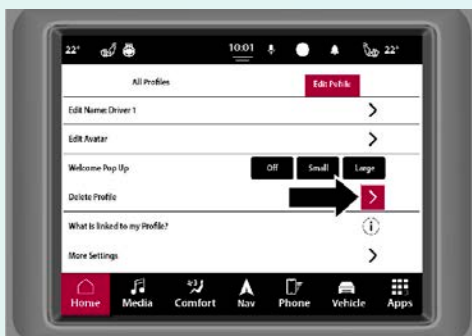 22° 10:01 22°
All Profiles Edit Profile
Edit Name: Driver 1
Edit Avatar
Welcome Pop Up Off Small Large
Delete Profile
What is linked to my Profile?
More Settings
Home Media Comfort Nav Phone Vehicle Apps